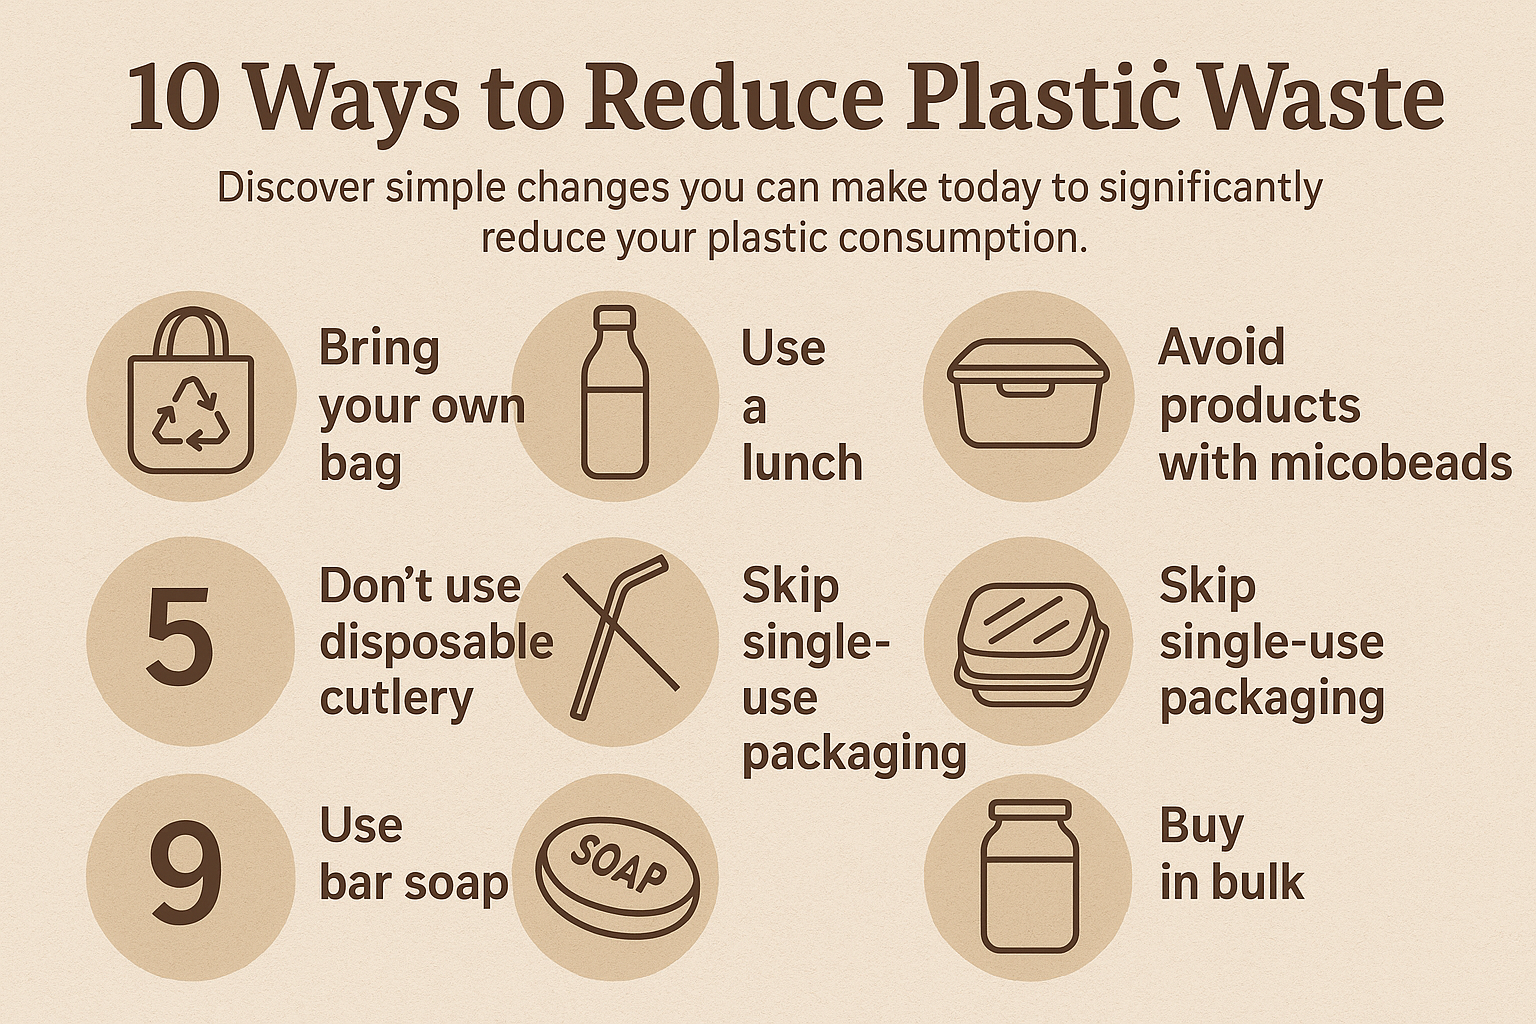 10 Ways to Reduce Plastiċ Waste
Discover simple changes you can make today to significantly
reduce your plastic consumption.
Bring
your own
bag
Use
a
lunch
Avoid
products
with micobeads
5
Don't use
disposable
cutlery
Skip
single-
use
packaging
Skip
single-use
packaging
9
Use
bar soap
SOAP
Buy
in bulk